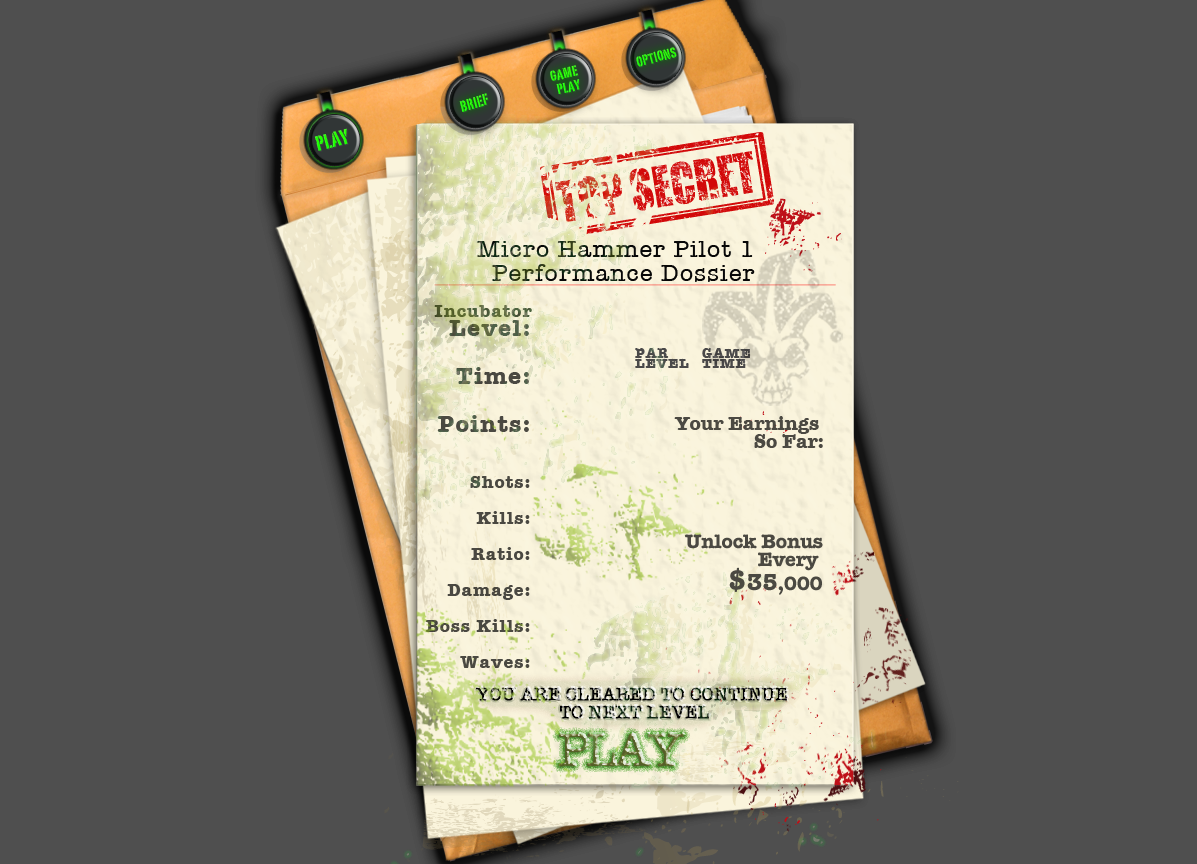 OPTIONS
GAME
PLAY
BRIEF
PLAY
TOP SECRET
Micro Hammer Pilot 1
Performance Dossier
Incubator
Level:
PAR GAME
LEVEL TIME
Time:
Points:
Your Earnings
So Far:
Shots:
Kills:
Ratio:
Unlock Bonus
Every
$35,000
Damage:
Boss Kills:
Waves:
YOU ARE CLEARED TO CONTINUE
TO NEXT LEVEL
PLAY